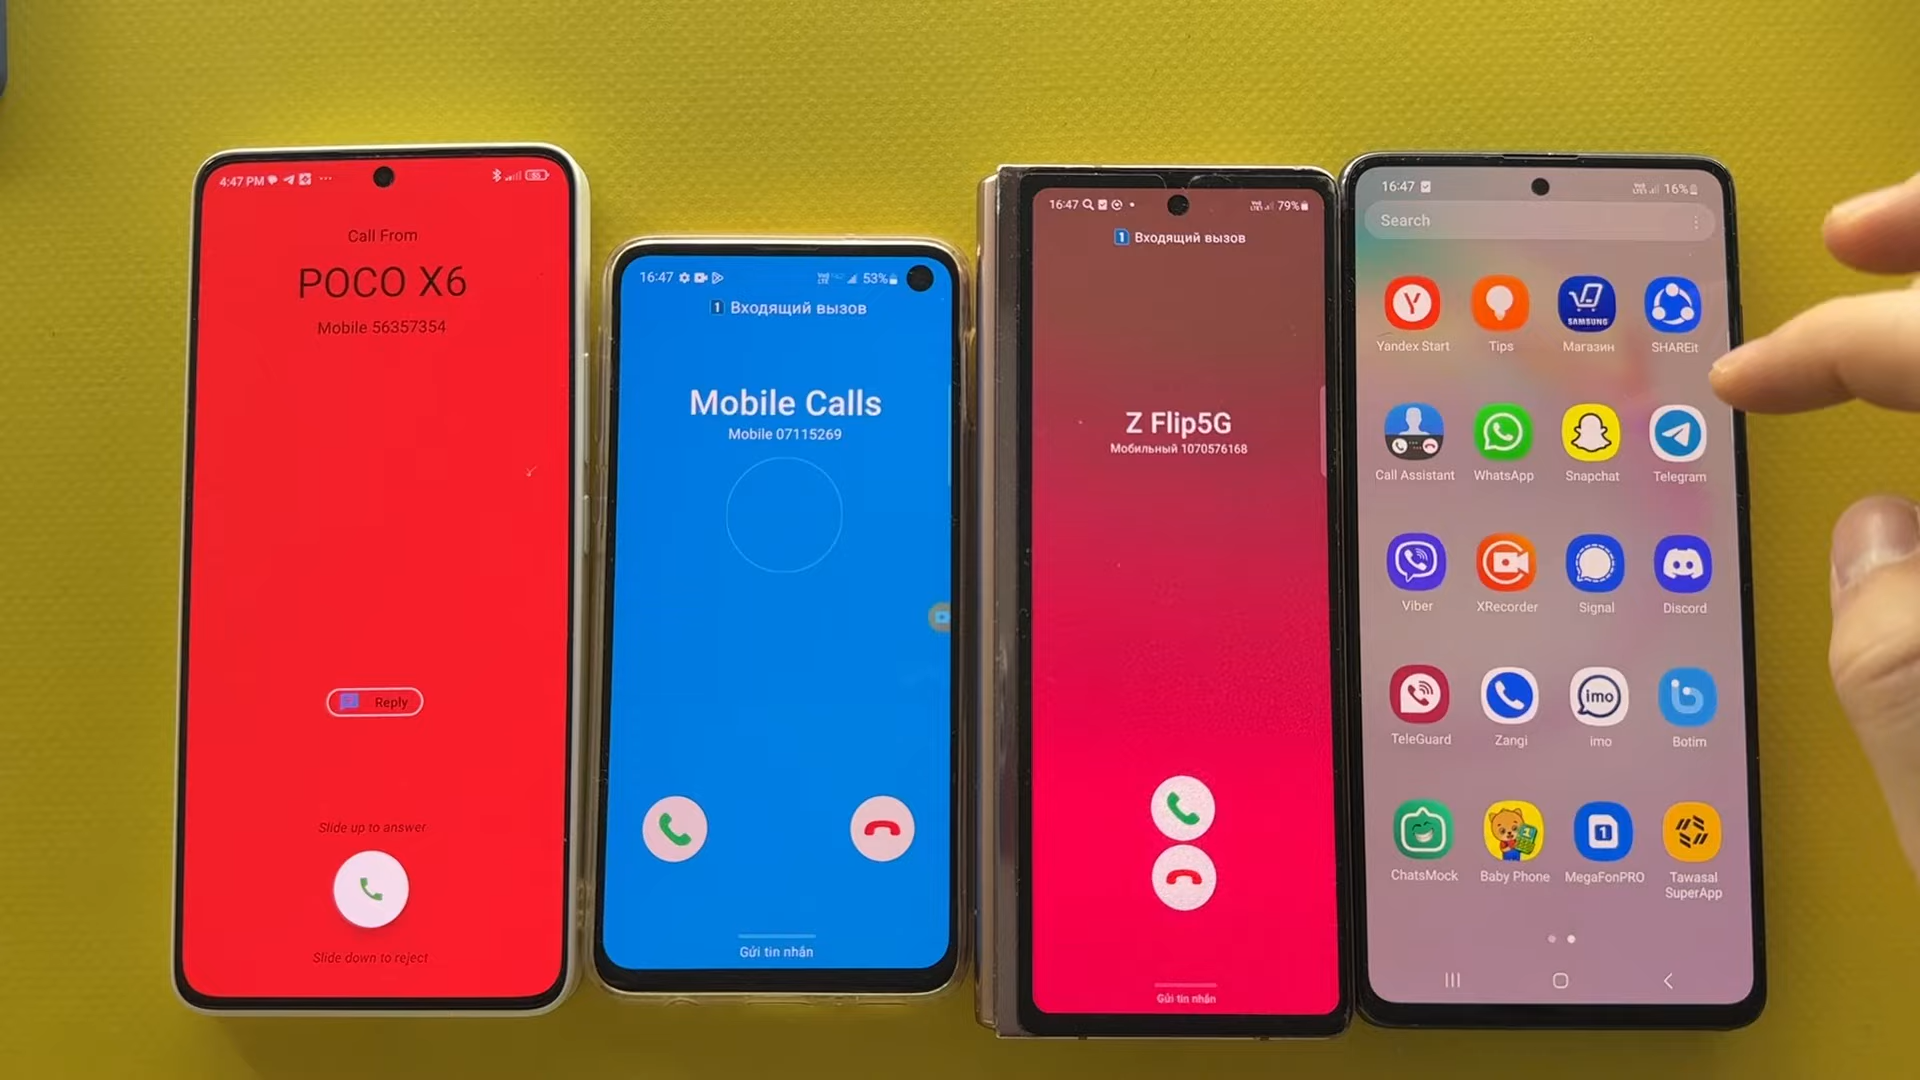 4:47 PM
55
Call From
POCO X6
Mobile 56357354
Reply
Slide up to answer
Slide down to reject
16:47
53%
1 Входящий вызов
Mobile Calls
Mobile 07115269
Gửi tin nhắn
16:47
79%
1 Входящий вызов
Z Flip5G
Мобильный 1070576168
Gửi tin nhắn
16:47
16%
Search
SAMSUNG
Yandex Start
Tips
Магазин
SHAREit
Call Assistant
WhatsApp
Snapchat
Telegram
Viber
XRecorder
Signal
Discord
imo
TeleGuard
Zangi
imo
Botim
ChatsMock
Baby Phone
MegaFonPRO
Tawasal
SuperApp